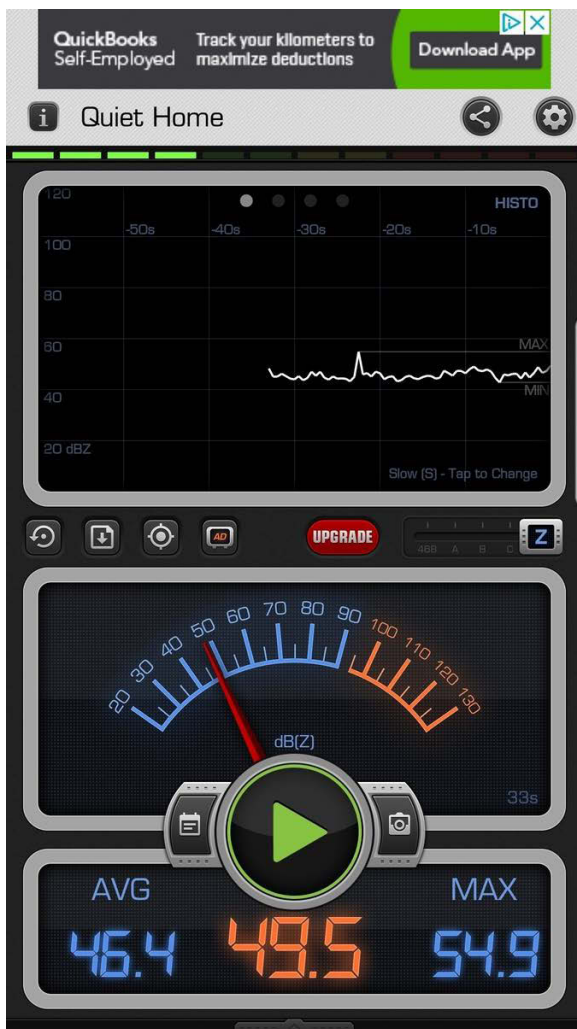 QuickBooks
Self-Employed
Track your kilometers to
maximize deductions
Download App
i
Quiet Home
120
HISTO
-50s -40s -30s -20s -10s
100
80
60
MAX
40
MIN
20 dBZ
Slow (S) - Tap to Change
AD
UPGRADE
468 A B C Z
20 30 40 50 60 70 80 90 100 110 120 130
dB(Z)
33s
AVG
MAX
46.4
49.5
54.9